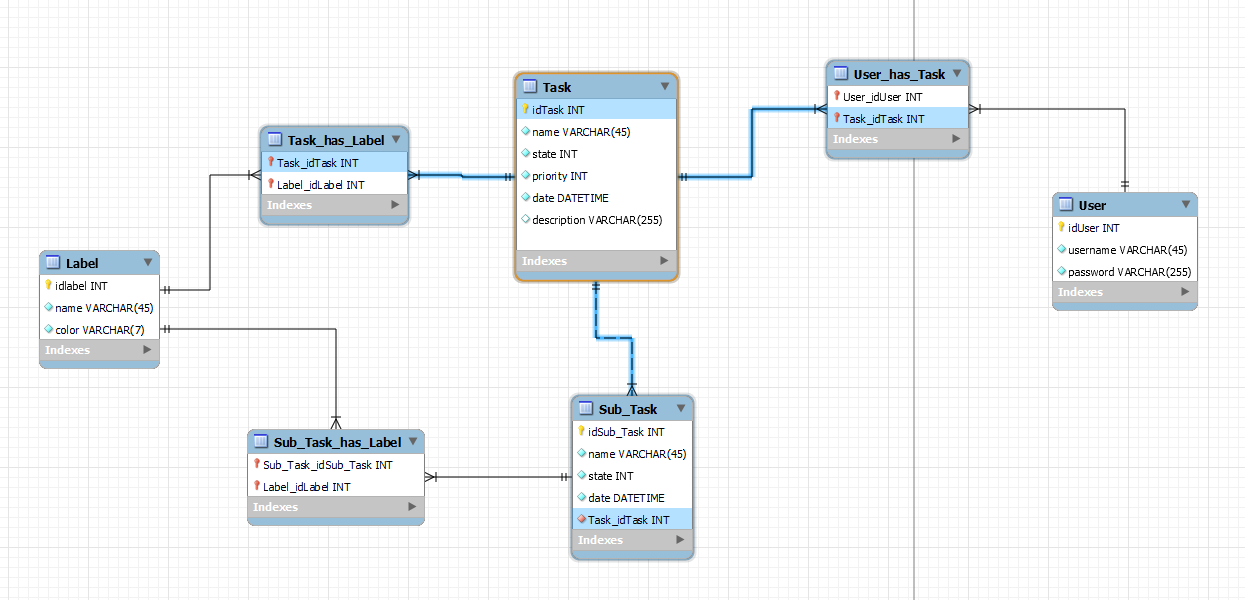 Task
idTask INT
name VARCHAR(45)
state INT
priority INT
date DATETIME
description VARCHAR(255)
Indexes
User_has_Task
User_idUser INT
Task_idTask INT
Indexes
Task_has_Label
Task_idTask INT
Label_idLabel INT
Indexes
User
idUser INT
username VARCHAR(45)
password VARCHAR(255)
Indexes
Label
idlabel INT
name VARCHAR(45)
color VARCHAR(7)
Indexes
Sub_Task
idSub_Task INT
name VARCHAR(45)
state INT
date DATETIME
Task_idTask INT
Indexes
Sub_Task_has_Label
Sub_Task_idSub_Task INT
Label_idLabel INT
Indexes